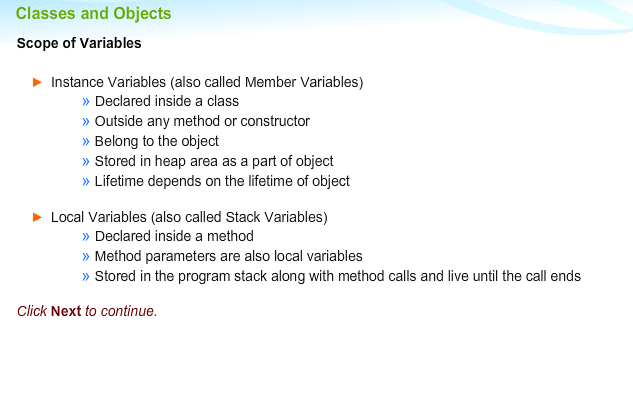 Classes and Objects
Scope of Variables
► Instance Variables (also called Member Variables)
» Declared inside a class
» Outside any method or constructor
» Belong to the object
» Stored in heap area as a part of object
» Lifetime depends on the lifetime of object
► Local Variables (also called Stack Variables)
» Declared inside a method
» Method parameters are also local variables
» Stored in the program stack along with method calls and live until the call ends
Click Next to continue.